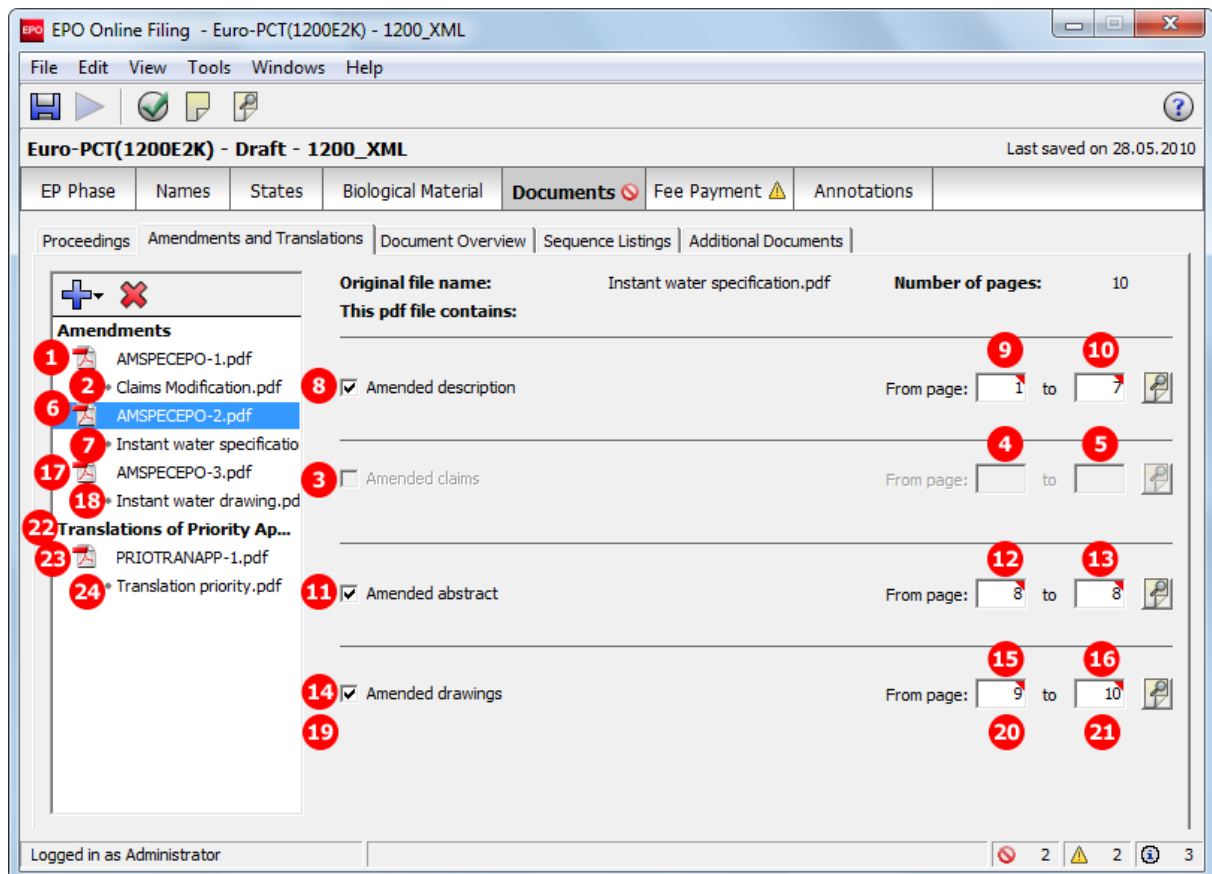 EPO EPO Online Filing - Euro-PCT(1200E2K) - 1200_XML
File Edit View Tools Windows Help
Euro-PCT(1200E2K) - Draft - 1200_XML Last saved on 28.05.2010
EP Phase Names States Biological Material Documents Fee Payment Annotations
Proceedings Amendments and Translations Document Overview Sequence Listings Additional Documents
Original file name: Instant water specification.pdf Number of pages: 10
This pdf file contains:
Amendments
1 AMSPECEPO-1.pdf
2 Claims Modification.pdf
6 AMSPECEPO-2.pdf
7 Instant water specificatio
17 AMSPECEPO-3.pdf
18 Instant water drawing.pd
22 Translations of Priority Ap...
23 PRIOTRANAPP-1.pdf
24 Translation priority.pdf
9 10
8 Amended description From page: 1 to 7
4 5
3 Amended claims From page: to
12 13
11 Amended abstract From page: 8 to 8
15 16
14 Amended drawings From page: 9 to 10
19 20 21
Logged in as Administrator 2 2 3